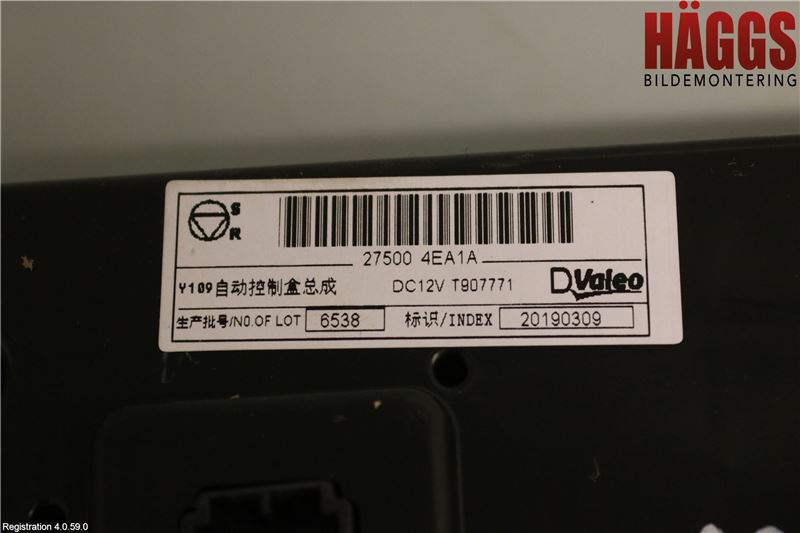 HÄGGS
BILDEMONTERING
S
R
27500 4EA1A
Y109自动控制盒总成 DC12V T907771 Valeo
生产批号/NO.OF LOT 6538 标识/INDEX 20190309
Registration 4.0.59.0